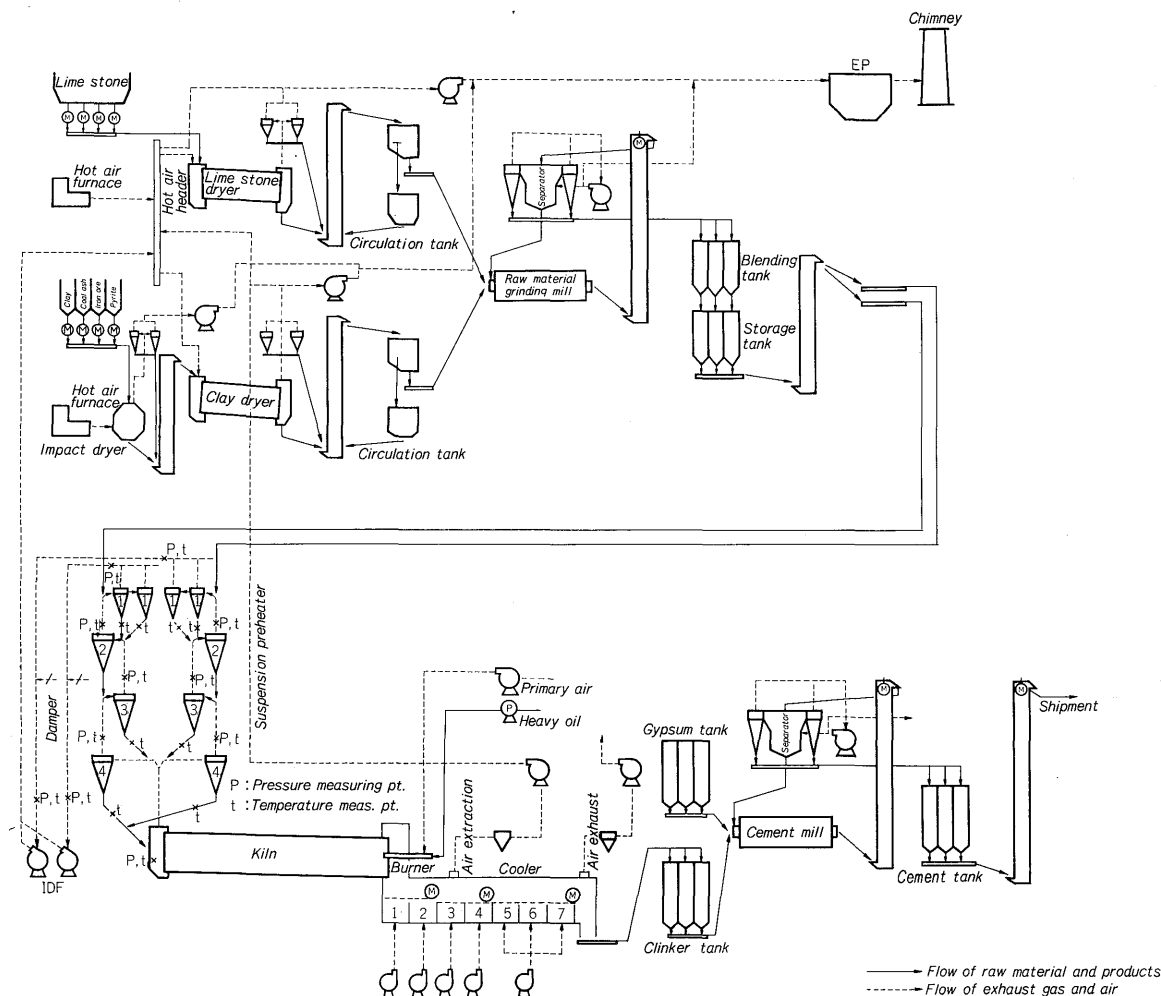 Chimney
EP
Lime stone
M M M M
Hot air
furnace
Hot air
header
Lime stone
dryer
Circulation tank
Separator
M
Raw material
grinding mill
Blending
tank
Storage
tank
Clay
Coal ash
Iron ore
Pyrite
M M M M
Hot air
furnace
Impact dryer
Clay dryer
Circulation tank
P, t
P, t
1 1 1 1
P, t t t t t P, t
2 2
P, t P, t
Damper
Suspension preheater
3 3
P, t t t P, t
4 4
P : Pressure measuring pt.
t : Temperature meas. pt.
P, t P, t t t
P, t
IDF
Kiln
Burner
Primary air
P
Heavy oil
Air extraction
Air exhaust
Cooler
M M M
1 2 3 4 5 6 7
Gypsum tank
Clinker tank
Separator
Cement mill
M
Cement tank
M
Shipment
Flow of raw material and products
Flow of exhaust gas and air